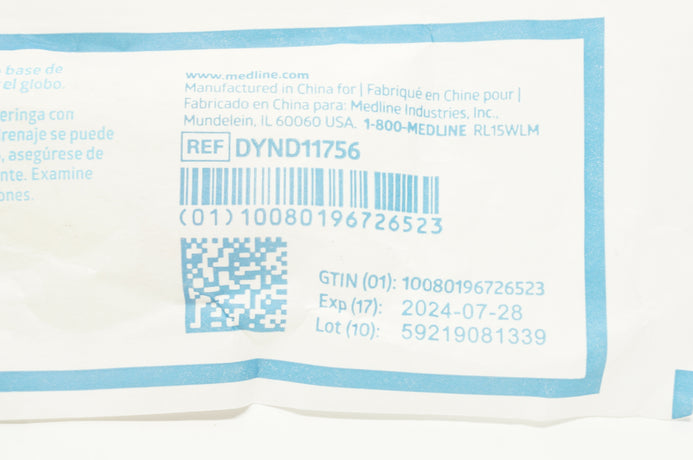 base de
r el globo.
eringa con
drenaje se puede
, asegúrese de
nte. Examine
ones.
www.medline.com
Manufactured in China for | Fabriqué en Chine pour |
Fabricado en China para: Medline Industries, Inc.,
Mundelein, IL 60060 USA. 1-800-MEDLINE RL15WLM
REF DYND11756
(01)10080196726523
GTIN (01): 10080196726523
Exp (17): 2024-07-28
Lot (10): 59219081339